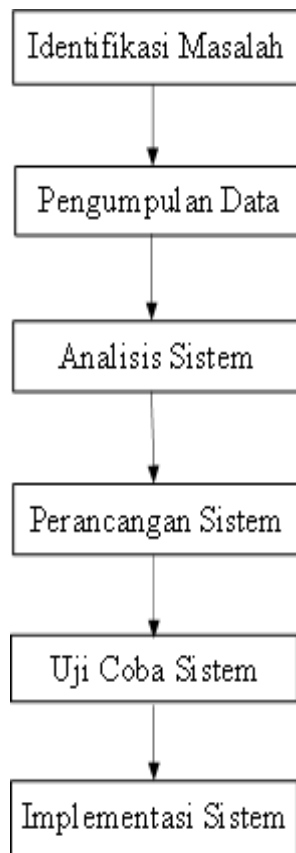 Identifikasi Masalah
Pengumpulan Data
Analisis Sistem
Perancangan Sistem
Uji Coba Sistem
Implementasi Sistem